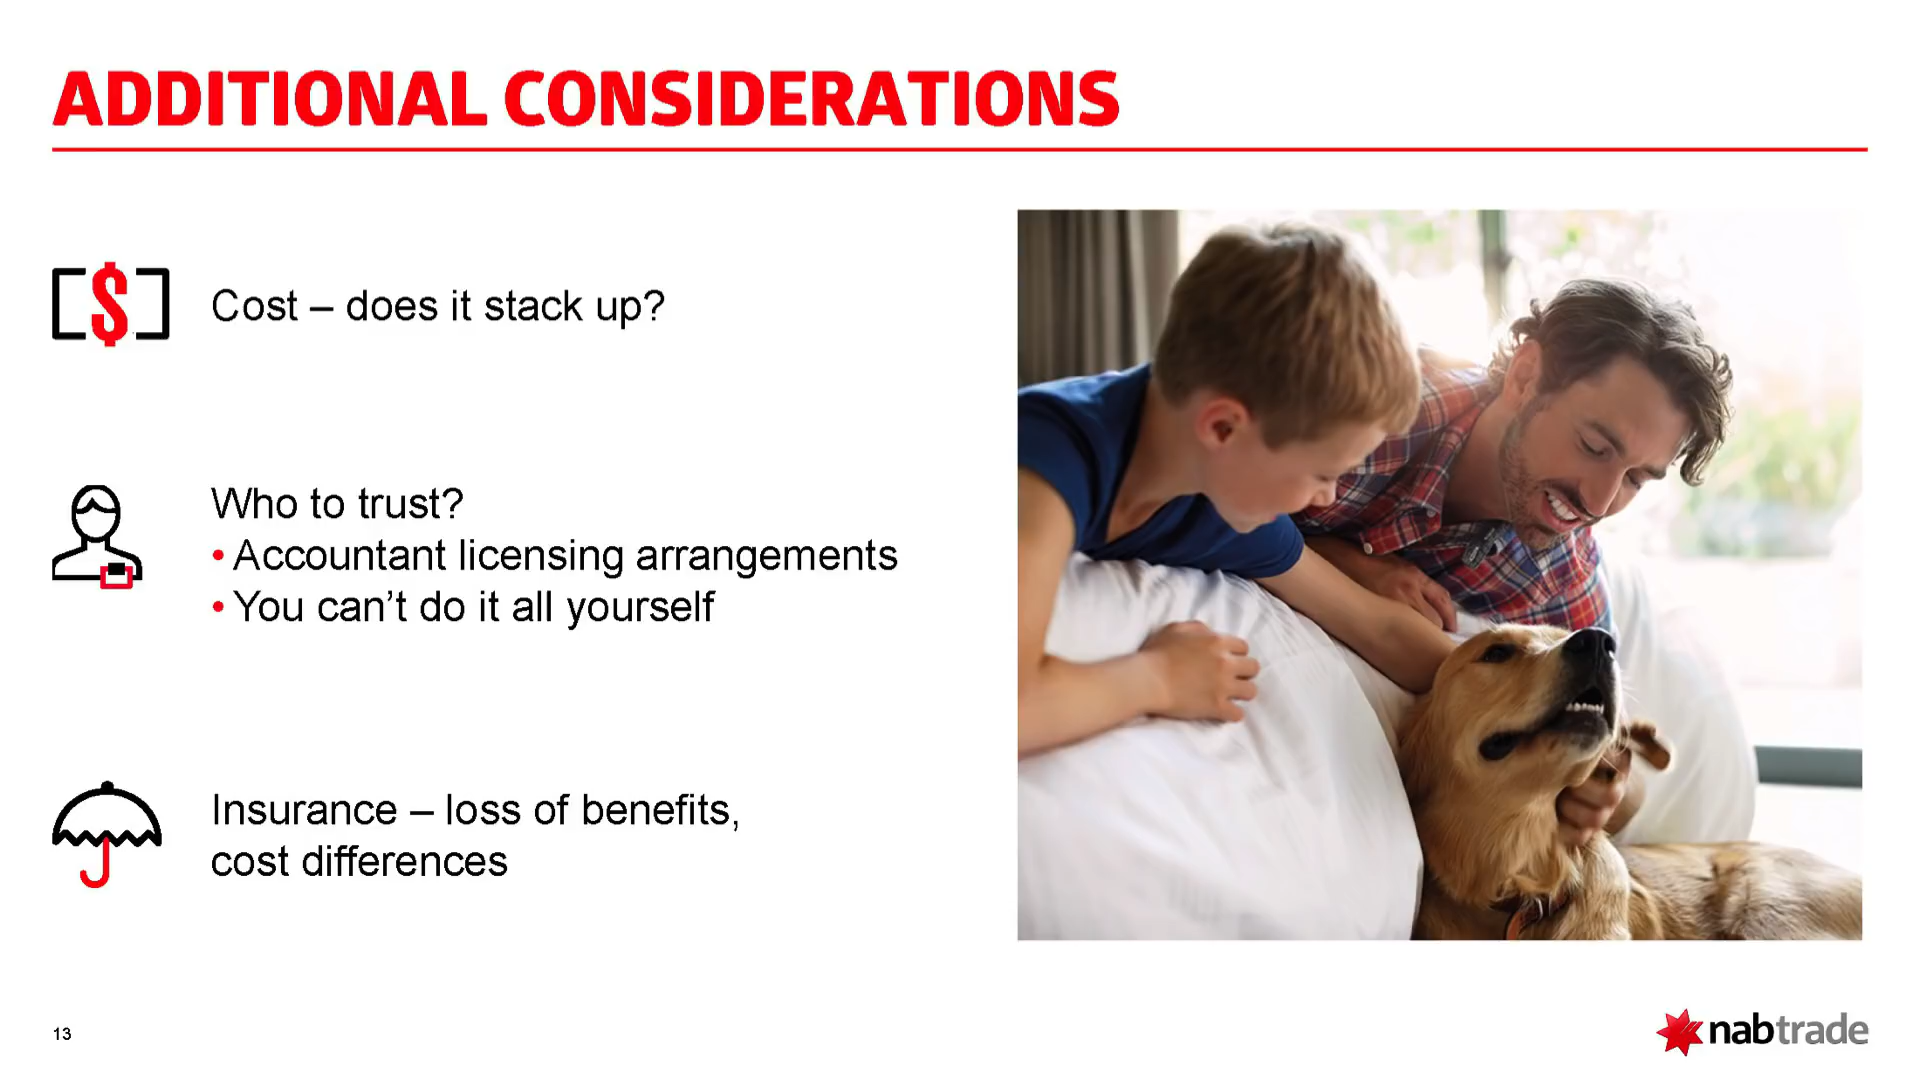 ADDITIONAL CONSIDERATIONS
Cost – does it stack up?
Who to trust?
• Accountant licensing arrangements
• You can’t do it all yourself
Insurance – loss of benefits,
cost differences
13
nabtrade